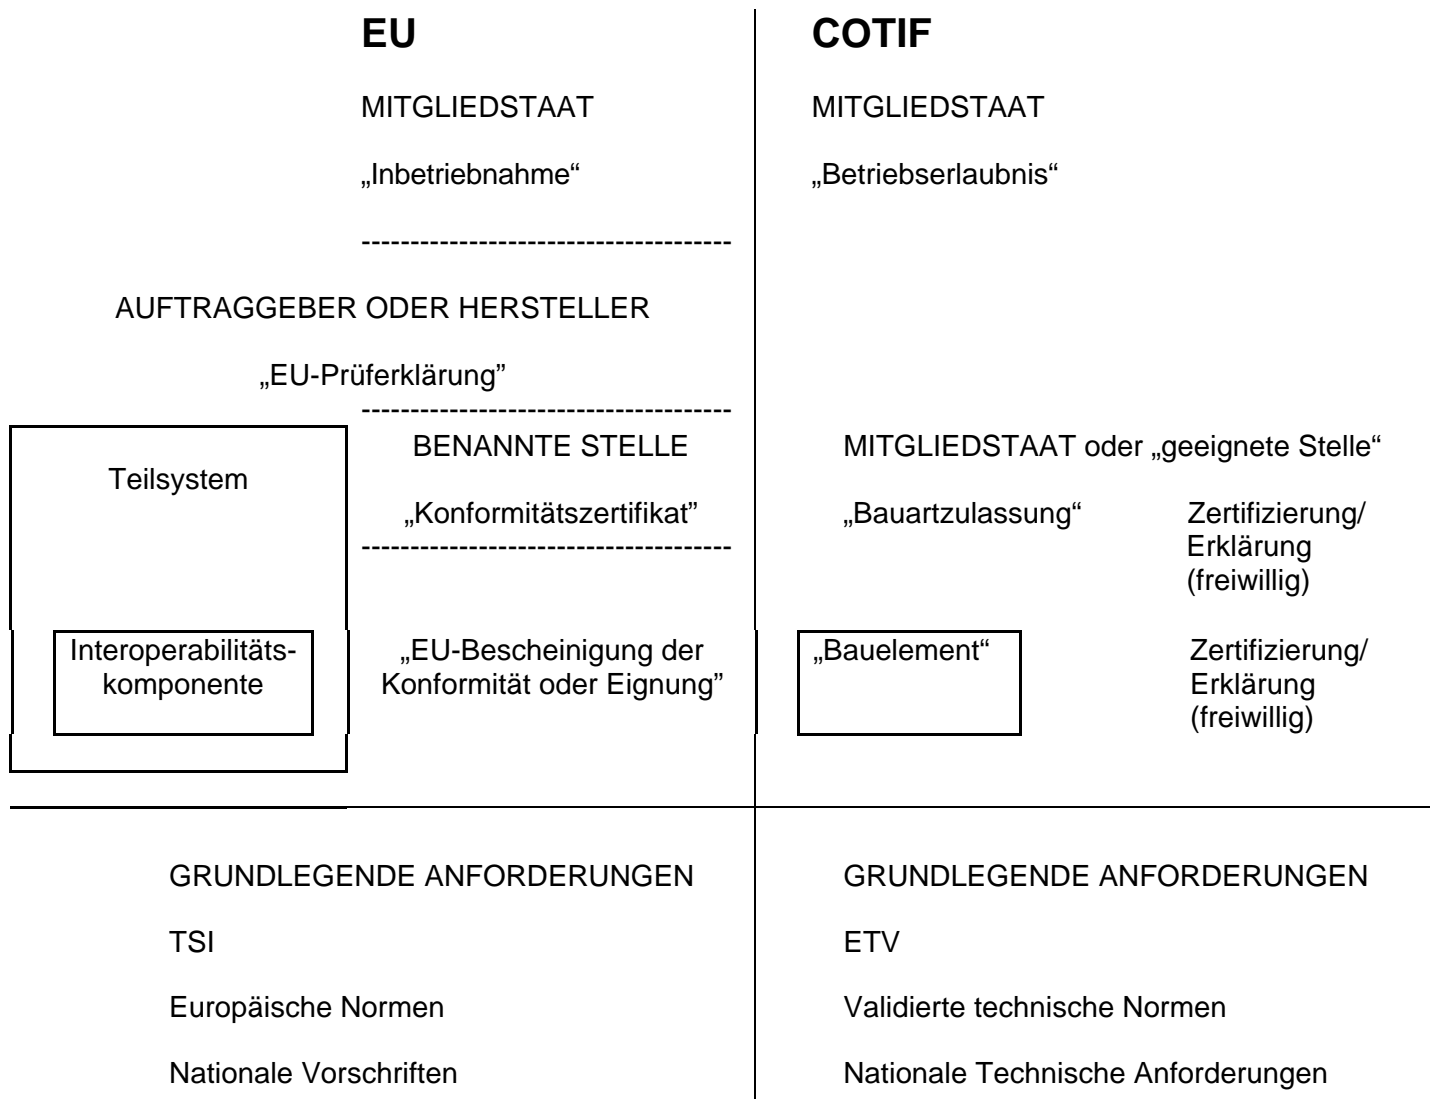 EU
COTIF
MITGLIEDSTAAT
MITGLIEDSTAAT
„Inbetriebnahme“
„Betriebserlaubnis“
-------------------------------------
AUFTRAGGEBER ODER HERSTELLER
„EU-Prüferklärung”
-------------------------------------
Teilsystem
BENANNTE STELLE
„Konformitätszertifikat”
-------------------------------------
MITGLIEDSTAAT oder „geeignete Stelle“
„Bauartzulassung“
Zertifizierung/
Erklärung
(freiwillig)
Interoperabilitäts-
komponente
„EU-Bescheinigung der
Konformität oder Eignung”
„Bauelement“
Zertifizierung/
Erklärung
(freiwillig)
GRUNDLEGENDE ANFORDERUNGEN
GRUNDLEGENDE ANFORDERUNGEN
TSI
ETV
Europäische Normen
Validierte technische Normen
Nationale Vorschriften
Nationale Technische Anforderungen